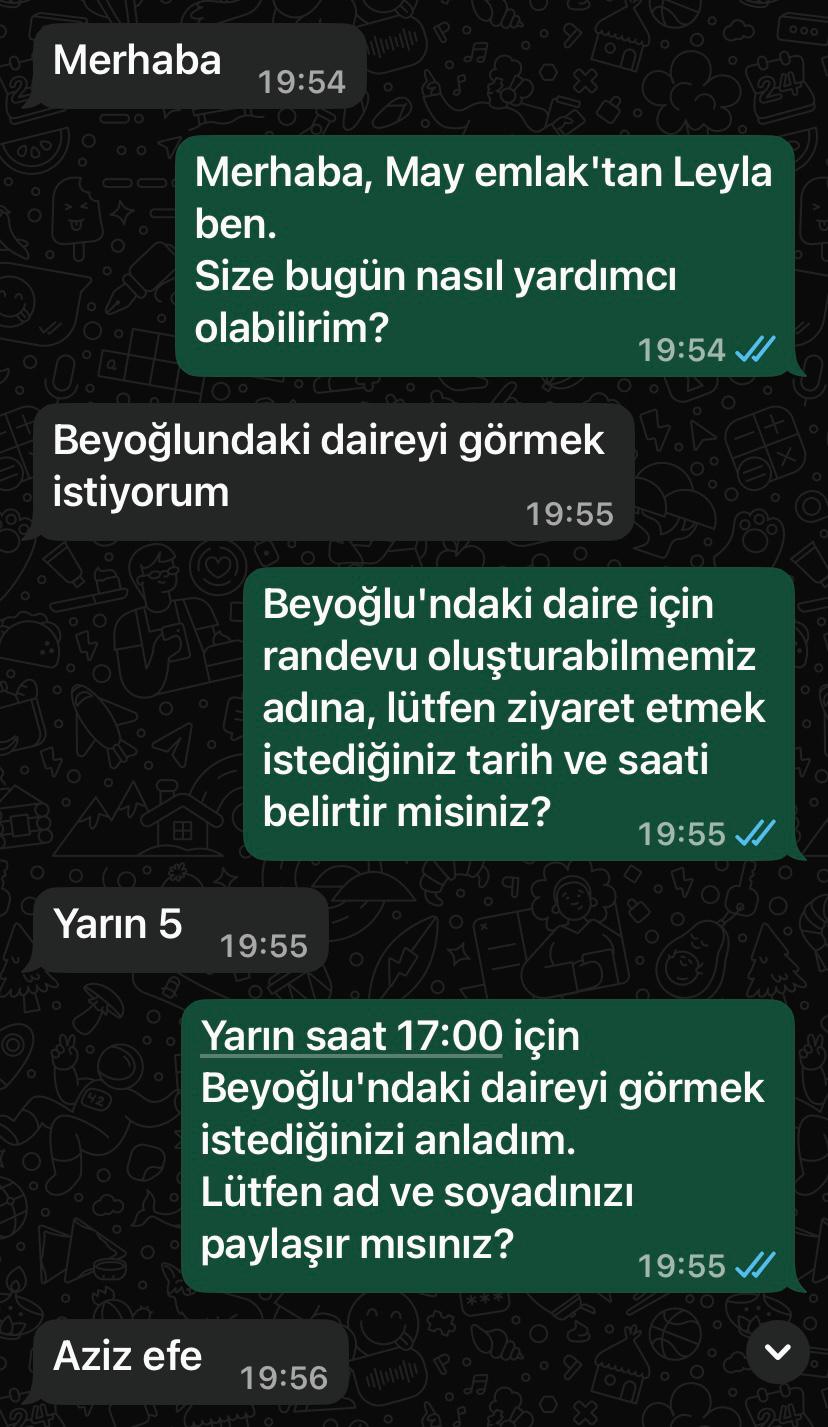 Merhaba
19:54
Merhaba, May emlak'tan Leyla
ben.
Size bugün nasıl yardımcı
olabilirim?
19:54
Beyoğlundaki daireyi görmek
istiyorum
19:55
Beyoğlu'ndaki daire için
randevu oluşturabilmemiz
adına, lütfen ziyaret etmek
istediğiniz tarih ve saati
belirtir misiniz?
19:55
Yarın 5
19:55
Yarın saat 17:00 için
Beyoğlu'ndaki daireyi görmek
istediğinizi anladım.
Lütfen ad ve soyadınızı
paylaşır mısınız?
19:55
Aziz efe
19:56